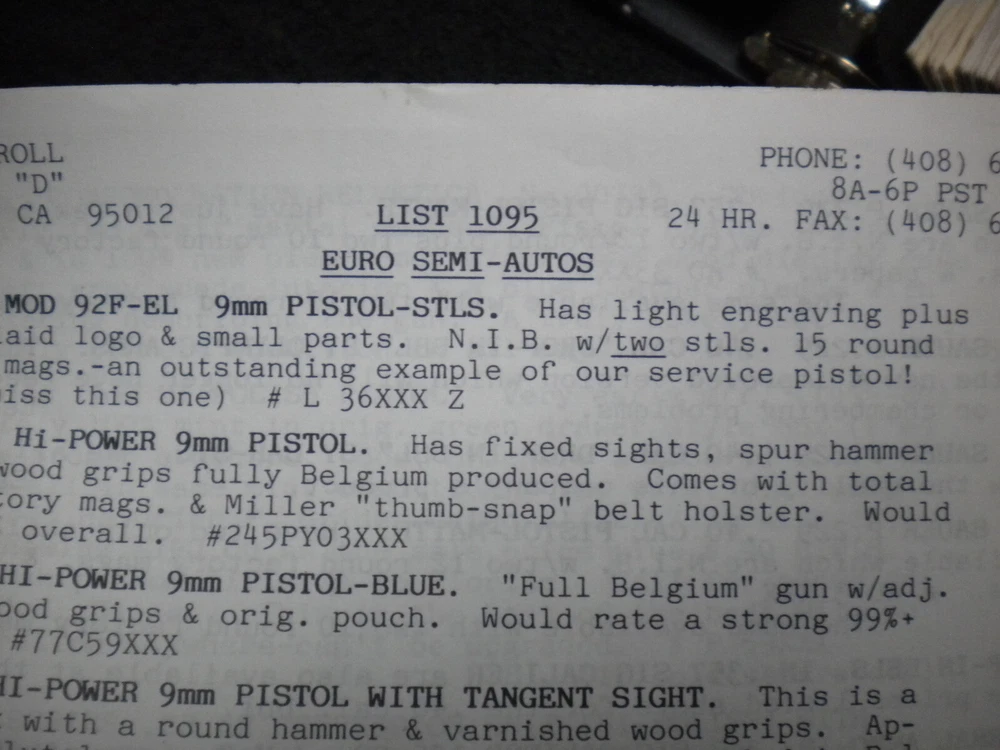 ROLL PHONE: (408) 6
"D" 8A-6P PST
CA 95012 LIST 1095 24 HR. FAX: (408) 6
EURO SEMI-AUTOS
MOD 92F-EL 9mm PISTOL-STLS. Has light engraving plus
aid logo & small parts. N.I.B. w/two stls. 15 round
mags.-an outstanding example of our service pistol!
iss this one) # L 36XXX Z
Hi-POWER 9mm PISTOL. Has fixed sights, spur hammer
wood grips fully Belgium produced. Comes with total
tory mags. & Miller "thumb-snap" belt holster. Would
overall. #245PY03XXX
HI-POWER 9mm PISTOL-BLUE. "Full Belgium" gun w/adj.
ood grips & orig. pouch. Would rate a strong 99%+
#77C59XXX
HI-POWER 9mm PISTOL WITH TANGENT SIGHT. This is a
with a round hammer & varnished wood grips. Ap-